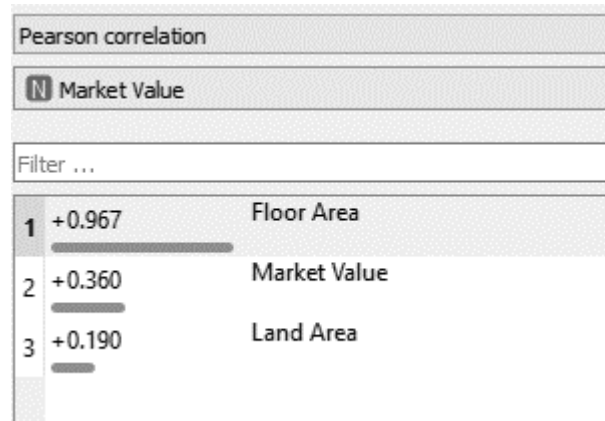 Pearson correlation
N Market Value
Filter ...
1 +0.967 Floor Area
2 +0.360 Market Value
3 +0.190 Land Area